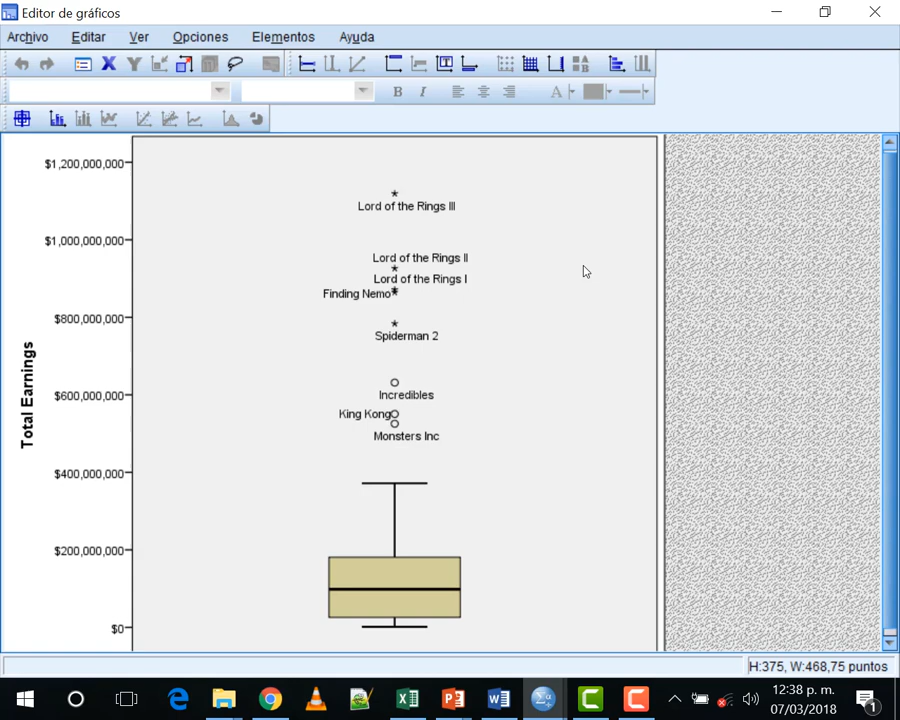 Editor de gráficos
Archivo Editar Ver Opciones Elementos Ayuda
B I A
$1,200,000,000
Lord of the Rings III
Lord of the Rings II
$1,000,000,000
Lord of the Rings I
Finding Nemo
$800,000,000
Spiderman 2
Total Earnings
$600,000,000
Incredibles
King Kong
Monsters Inc
$400,000,000
$200,000,000
$0
H:375, W:468,75 puntos
12:38 p. m.
07/03/2018
1